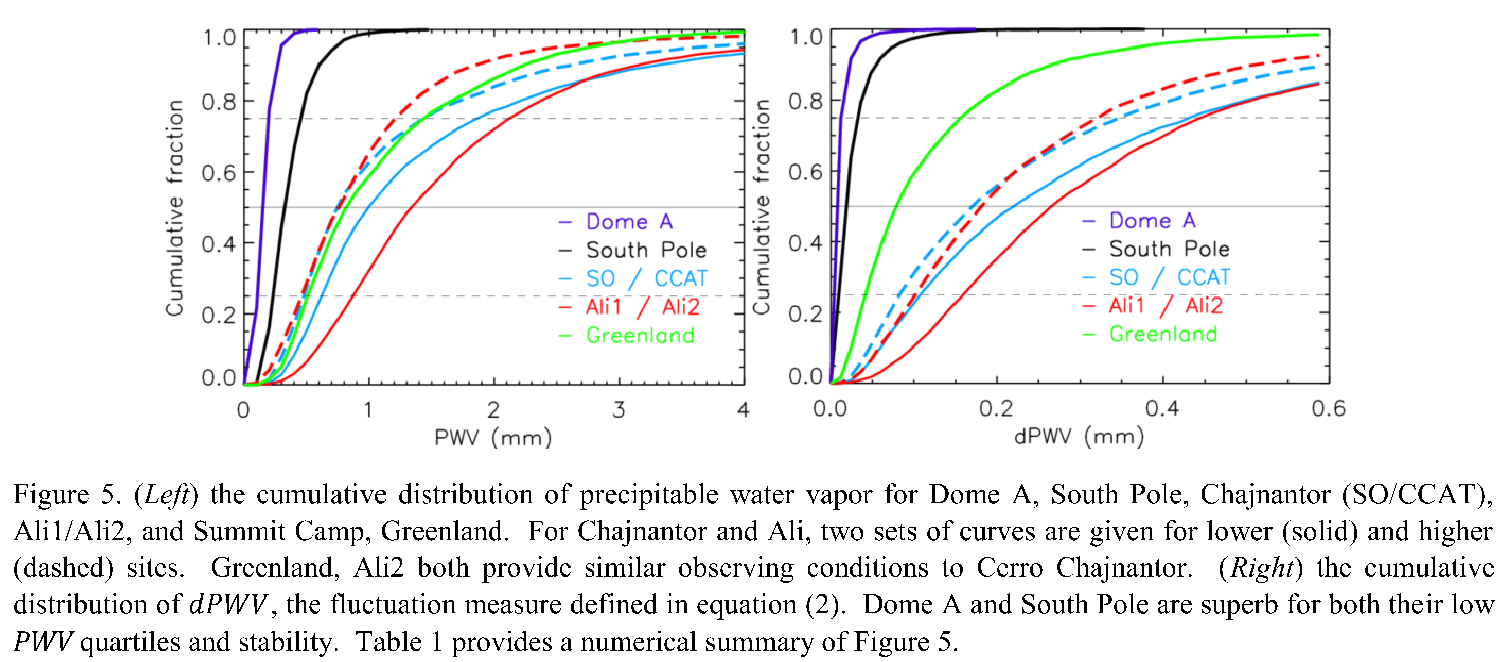 1.0
0.8
0.6
0.4
0.2
0.0
Cumulative fraction
0
1
2
3
4
PWV (mm)
– Dome A
– South Pole
– SO / CCAT
– Ali1 / Ali2
– Greenland
1.0
0.8
0.6
0.4
0.2
0.0
Cumulative fraction
0.0
0.2
0.4
0.6
dPWV (mm)
– Dome A
– South Pole
– SO / CCAT
– Ali1 / Ali2
– Greenland
Figure 5. (Left) the cumulative distribution of precipitable water vapor for Dome A, South Pole, Chajnantor (SO/CCAT),
Ali1/Ali2, and Summit Camp, Greenland. For Chajnantor and Ali, two sets of curves are given for lower (solid) and higher
(dashed) sites. Greenland, Ali2 both provide similar observing conditions to Cerro Chajnantor. (Right) the cumulative
distribution of dPWV, the fluctuation measure defined in equation (2). Dome A and South Pole are superb for both their low
PWV quartiles and stability. Table 1 provides a numerical summary of Figure 5.